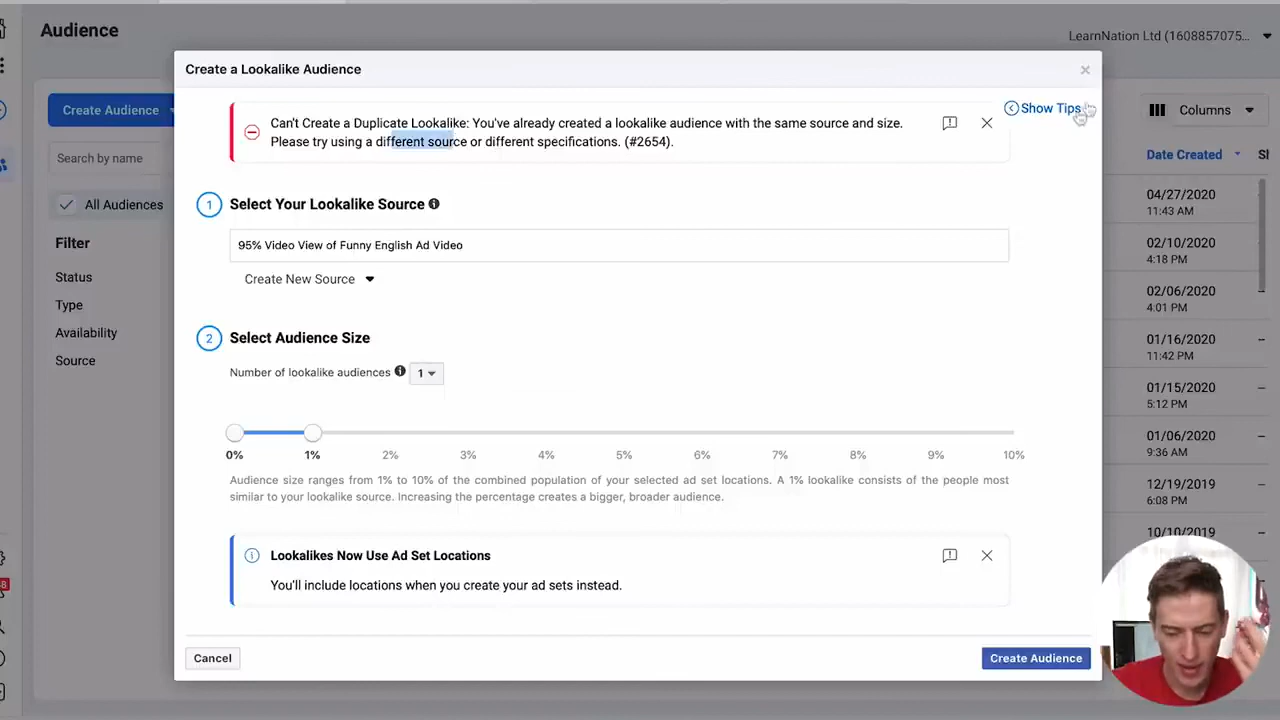 Audience
LearnNation Ltd (1608857075...
Create Audience
Search by name
All Audiences
Filter
Status
Type
Availability
Source
Create a Lookalike Audience
Show Tips
Can't Create a Duplicate Lookalike: You've already created a lookalike audience with the same source and size.
Please try using a different source or different specifications. (#2654).
1 Select Your Lookalike Source
95% Video View of Funny English Ad Video
Create New Source
2 Select Audience Size
Number of lookalike audiences 1
0% 1% 2% 3% 4% 5% 6% 7% 8% 9% 10%
Audience size ranges from 1% to 10% of the combined population of your selected ad set locations. A 1% lookalike consists of the people most
similar to your lookalike source. Increasing the percentage creates a bigger, broader audience.
Lookalikes Now Use Ad Set Locations
You'll include locations when you create your ad sets instead.
Cancel
Create Audience
Columns
Date Created
04/27/2020
11:43 AM
02/10/2020
4:18 PM
02/06/2020
4:01 PM
01/16/2020
11:42 PM
01/15/2020
5:12 PM
01/06/2020
9:36 AM
12/19/2019
6:08 PM
10/10/2019